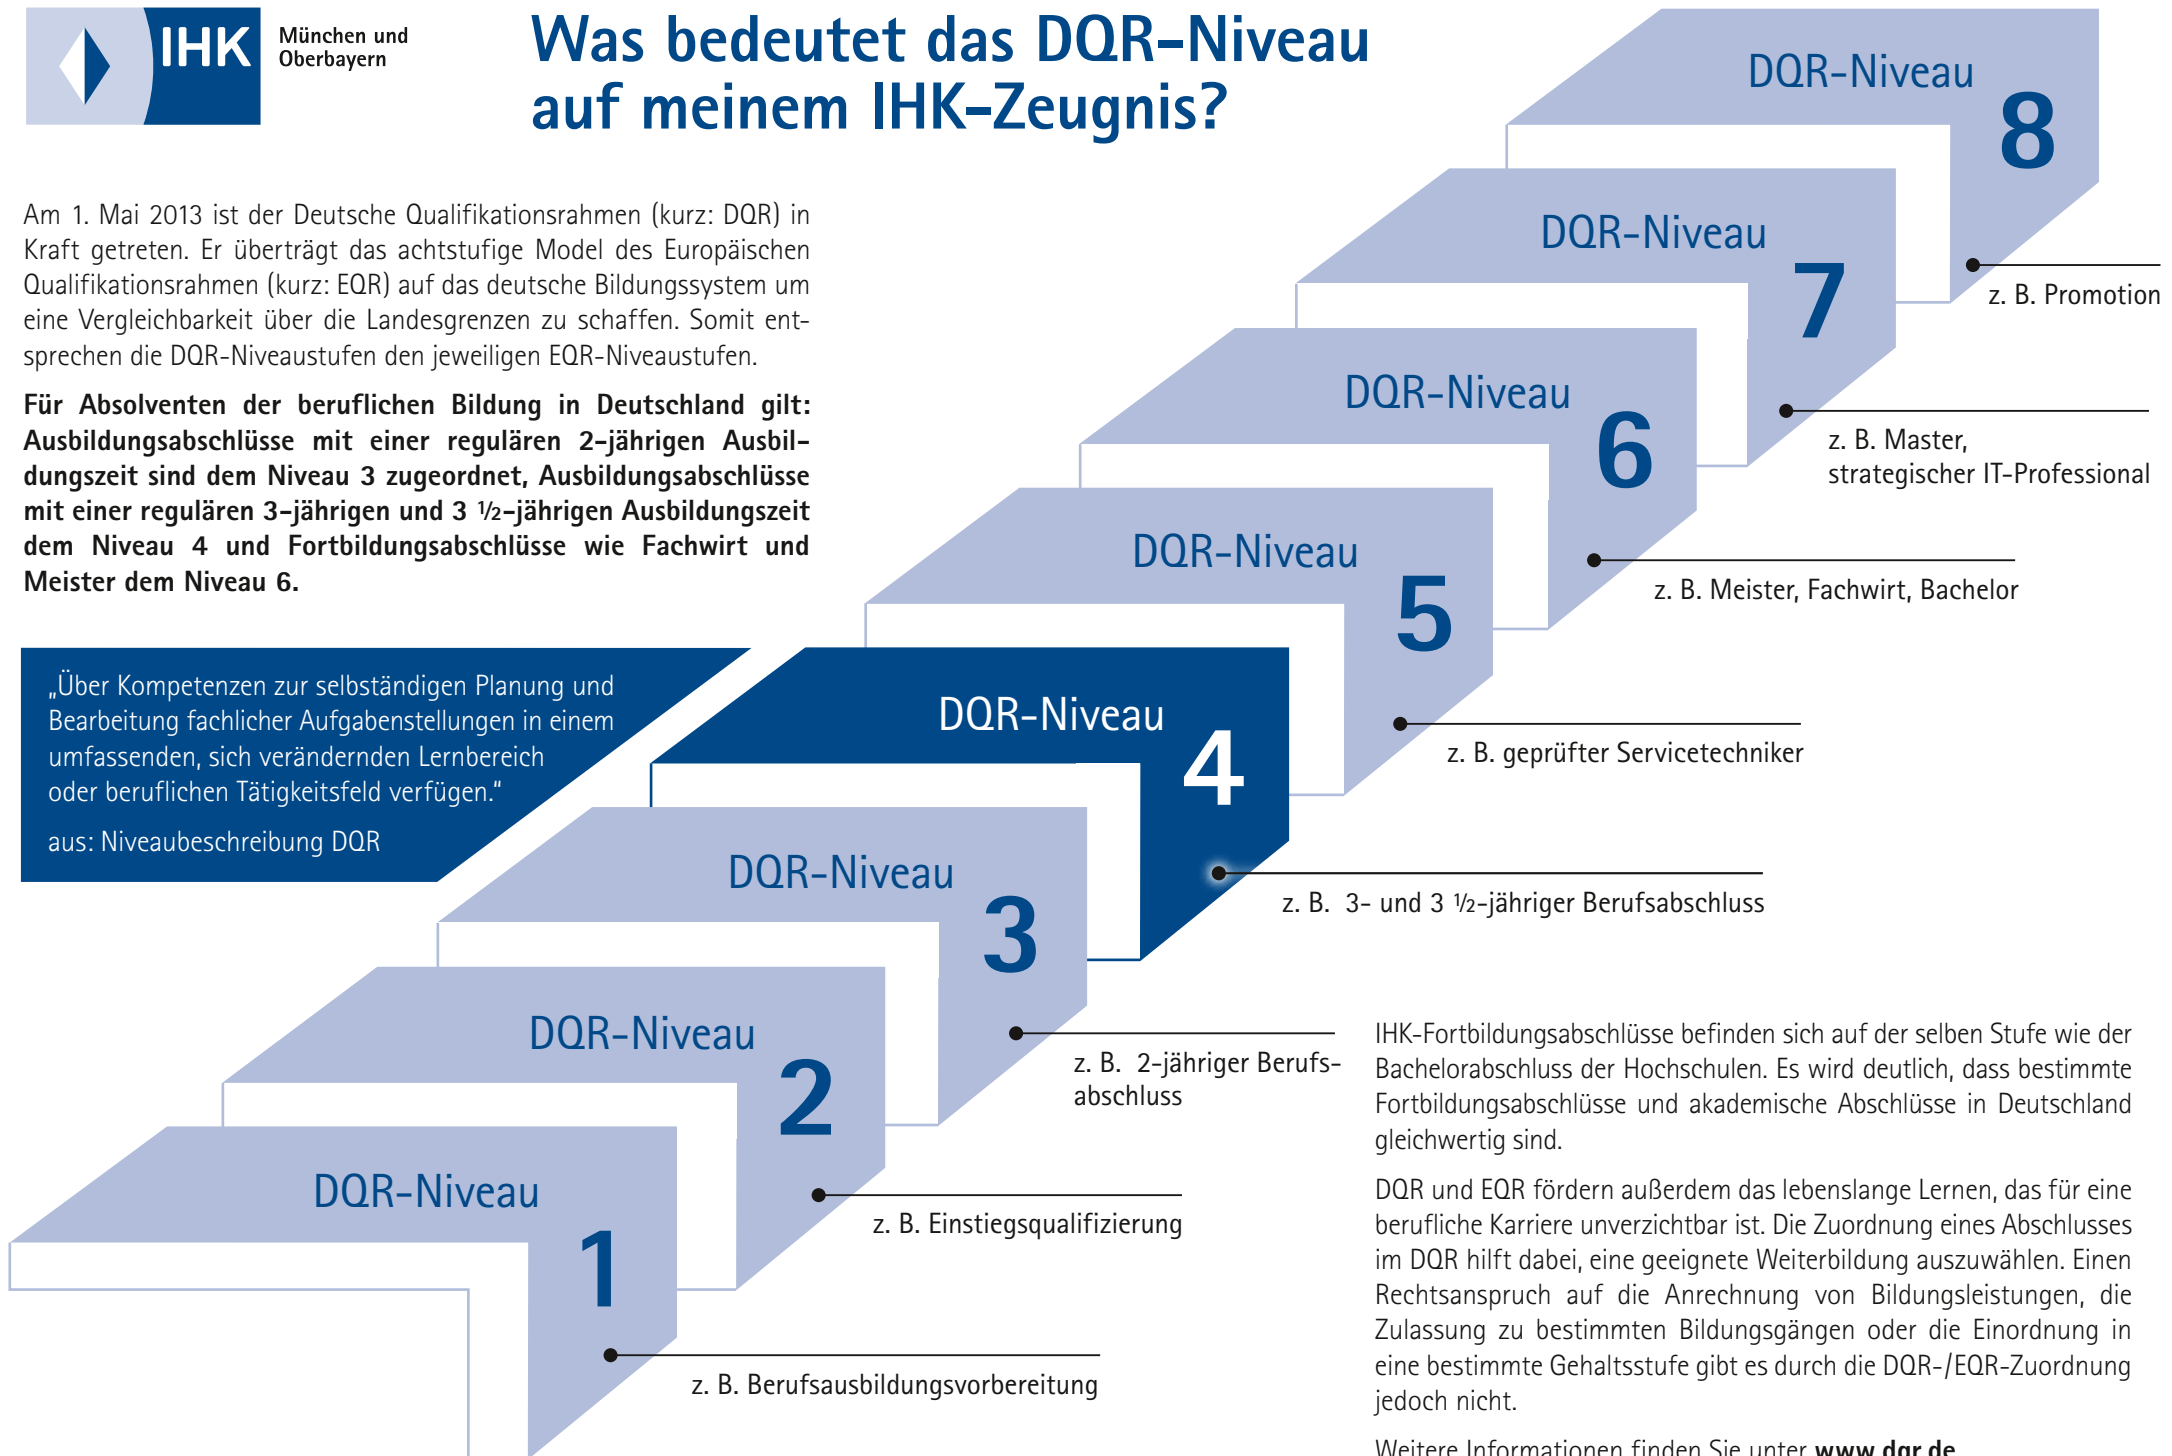 IHK
München und
Oberbayern
Was bedeutet das DQR-Niveau
auf meinem IHK-Zeugnis?
Am 1. Mai 2013 ist der Deutsche Qualifikationsrahmen (kurz: DQR) in
Kraft getreten. Er überträgt das achtstufige Model des Europäischen
Qualifikationsrahmen (kurz: EQR) auf das deutsche Bildungssystem um
eine Vergleichbarkeit über die Landesgrenzen zu schaffen. Somit ent-
sprechen die DQR-Niveaustufen den jeweiligen EQR-Niveaustufen.
Für Absolventen der beruflichen Bildung in Deutschland gilt:
Ausbildungsabschlüsse mit einer regulären 2-jährigen Ausbil-
dungszeit sind dem Niveau 3 zugeordnet, Ausbildungsabschlüsse
mit einer regulären 3-jährigen und 3 ½-jährigen Ausbildungszeit
dem Niveau 4 und Fortbildungsabschlüsse wie Fachwirt und
Meister dem Niveau 6.
„Über Kompetenzen zur selbständigen Planung und
Bearbeitung fachlicher Aufgabenstellungen in einem
umfassenden, sich verändernden Lernbereich
oder beruflichen Tätigkeitsfeld verfügen.“
aus: Niveaubeschreibung DQR
DQR-Niveau
8
z. B. Promotion
DQR-Niveau
7
z. B. Master,
strategischer IT-Professional
DQR-Niveau
6
z. B. Meister, Fachwirt, Bachelor
DQR-Niveau
5
z. B. geprüfter Servicetechniker
DQR-Niveau
4
z. B. 3- und 3 ½-jähriger Berufsabschluss
DQR-Niveau
3
z. B. 2-jähriger Berufs-
abschluss
DQR-Niveau
2
z. B. Einstiegsqualifizierung
DQR-Niveau
1
z. B. Berufsausbildungsvorbereitung
IHK-Fortbildungsabschlüsse befinden sich auf der selben Stufe wie der
Bachelorabschluss der Hochschulen. Es wird deutlich, dass bestimmte
Fortbildungsabschlüsse und akademische Abschlüsse in Deutschland
gleichwertig sind.
DQR und EQR fördern außerdem das lebenslange Lernen, das für eine
berufliche Karriere unverzichtbar ist. Die Zuordnung eines Abschlusses
im DQR hilft dabei, eine geeignete Weiterbildung auszuwählen. Einen
Rechtsanspruch auf die Anrechnung von Bildungsleistungen, die
Zulassung zu bestimmten Bildungsgängen oder die Einordnung in
eine bestimmte Gehaltsstufe gibt es durch die DQR-/EQR-Zuordnung
jedoch nicht.
Weitere Informationen finden Sie unter www.dqr.de